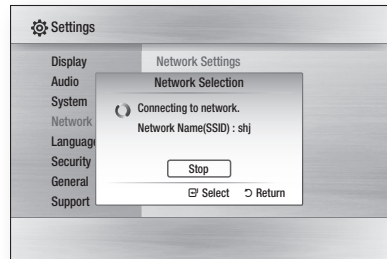 Settings
Display
Network Settings
Audio
Network Selection
System
Connecting to network.
Network
Network Name(SSID) : shj
Language
Security
Stop
General
Select
Return
Support